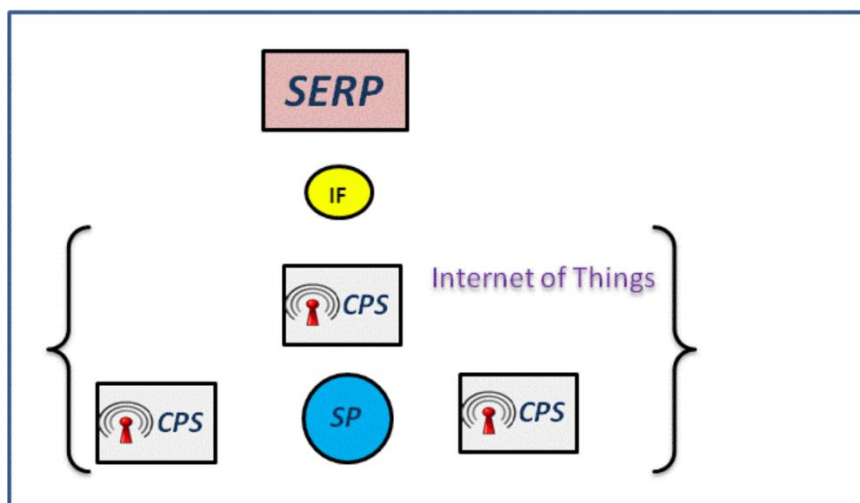 SERP
IF
Internet of Things
CPS
CPS
SP
CPS